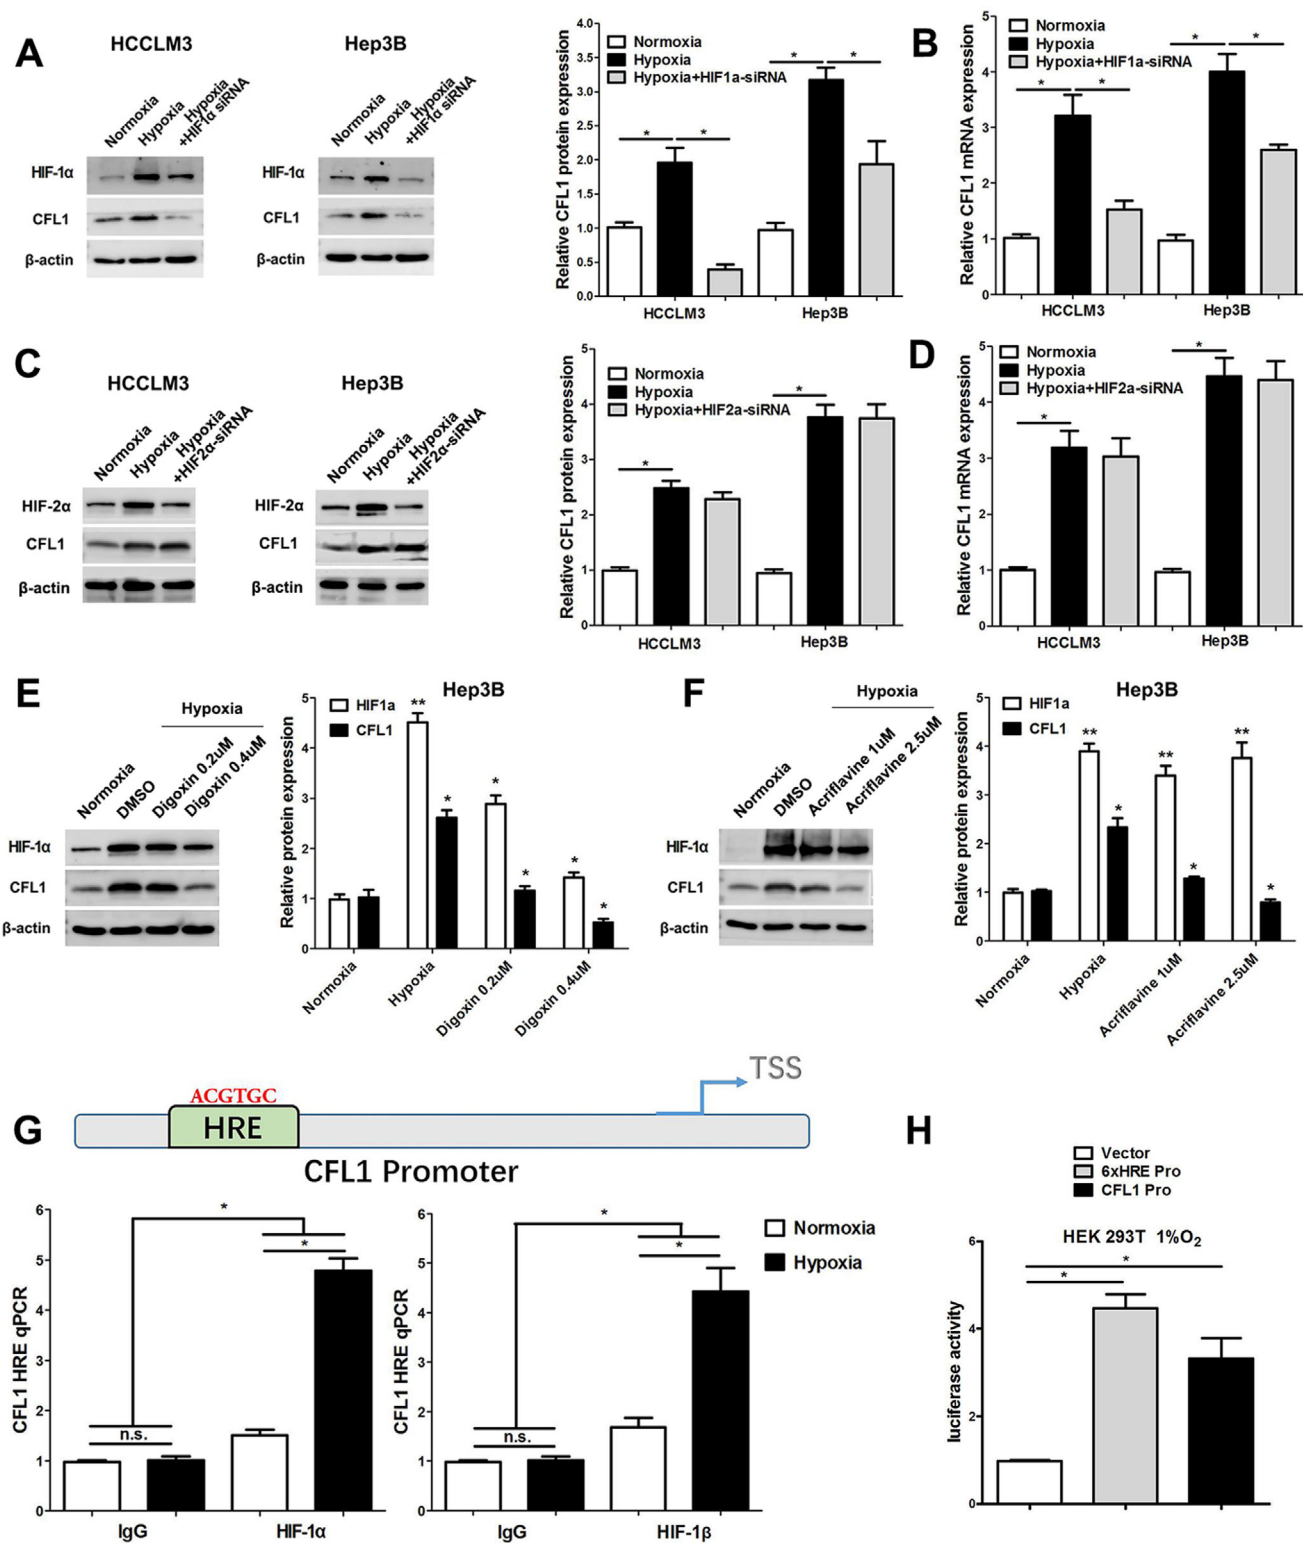 A
HCCLM3
Hep3B
Normoxia
Hypoxia
Hypoxia
+HIF1α siRNA
Normoxia
Hypoxia
Hypoxia
+HIF1α siRNA
HIF-1α
CFL1
β-actin
HIF-1α
CFL1
β-actin
Relative CFL1 protein expression
4.0
3.5
3.0
2.5
2.0
1.5
1.0
0.5
0.0
Normoxia
Hypoxia
Hypoxia+HIF1a-siRNA
* * * *
HCCLM3 Hep3B
B
Relative CFL1 mRNA expression
5
4
3
2
1
0
Normoxia
Hypoxia
Hypoxia+HIF1a-siRNA
* * * *
HCCLM3 Hep3B
C
HCCLM3
Hep3B
Normoxia
Hypoxia
Hypoxia
+HIF2α-siRNA
Normoxia
Hypoxia
Hypoxia
+HIF2α-siRNA
HIF-2α
CFL1
β-actin
HIF-2α
CFL1
β-actin
Relative CFL1 protein expression
5
4
3
2
1
0
Normoxia
Hypoxia
Hypoxia+HIF2a-siRNA
* *
HCCLM3 Hep3B
D
Relative CFL1 mRNA expression
5
4
3
2
1
0
Normoxia
Hypoxia
Hypoxia+HIF2a-siRNA
* *
HCCLM3 Hep3B
E
Hypoxia
Normoxia
DMSO
Digoxin 0.2uM
Digoxin 0.4uM
HIF-1α
CFL1
β-actin
Hep3B
Relative protein expression
5
4
3
2
1
0
HIF1a
CFL1
** * * * * *
Normoxia
Hypoxia
Digoxin 0.2uM
Digoxin 0.4uM
F
Hypoxia
Normoxia
DMSO
Acriflavine 1uM
Acriflavine 2.5uM
HIF-1α
CFL1
β-actin
Hep3B
Relative protein expression
5
4
3
2
1
0
HIF1a
CFL1
** * ** * ** *
Normoxia
Hypoxia
Acriflavine 1uM
Acriflavine 2.5uM
G
ACGTGC
HRE
TSS
CFL1 Promoter
CFL1 HRE qPCR
6
5
4
3
2
1
0
*
*
n.s.
IgG HIF-1α
CFL1 HRE qPCR
6
5
4
3
2
1
0
*
*
n.s.
IgG HIF-1β
Normoxia
Hypoxia
H
Vector
6xHRE Pro
CFL1 Pro
HEK 293T 1%O2
luciferase activity
6
4
2
0
*
*